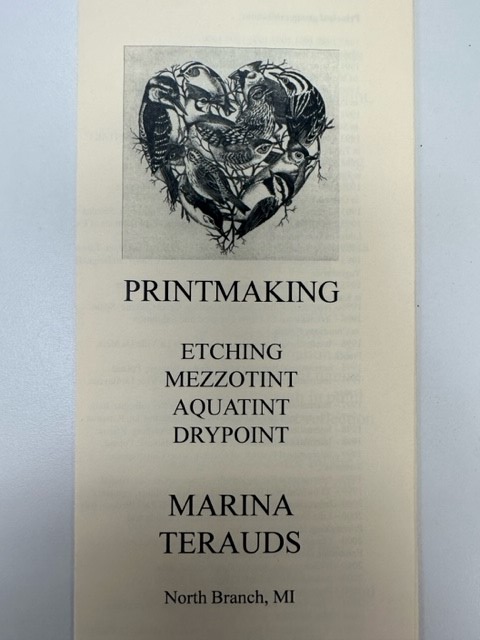 PRINTMAKING
ETCHING
MEZZOTINT
AQUATINT
DRYPOINT
MARINA
TERAUDS
North Branch, MI